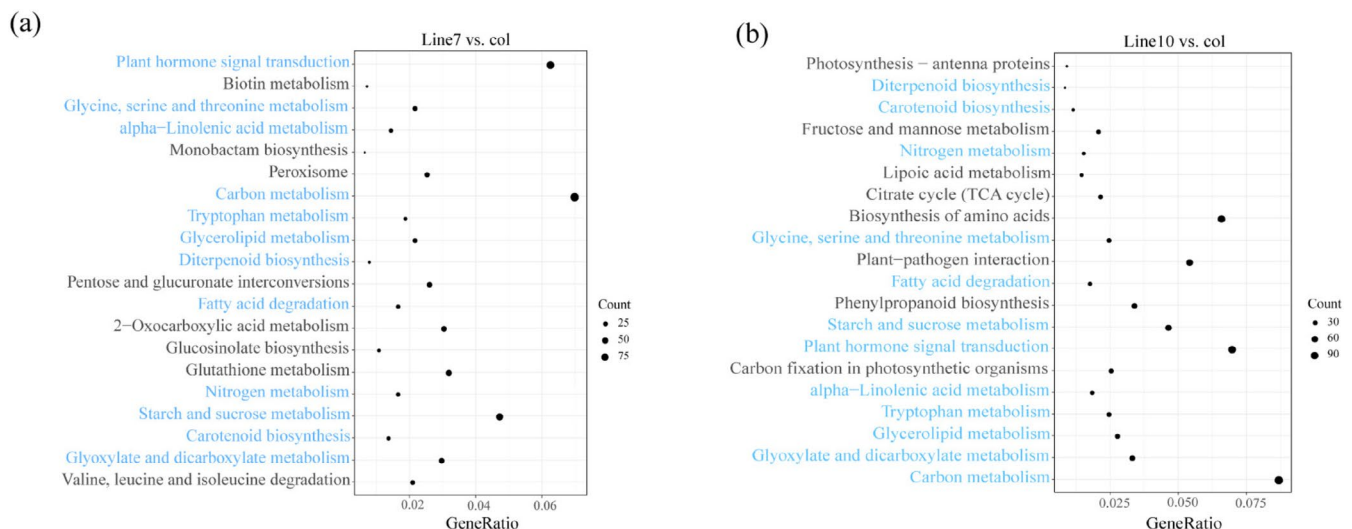 (a)
Line7 vs. col
Plant hormone signal transduction
Biotin metabolism
Glycine, serine and threonine metabolism
alpha−Linolenic acid metabolism
Monobactam biosynthesis
Peroxisome
Carbon metabolism
Tryptophan metabolism
Glycerolipid metabolism
Diterpenoid biosynthesis
Pentose and glucuronate interconversions
Fatty acid degradation
2−Oxocarboxylic acid metabolism
Glucosinolate biosynthesis
Glutathione metabolism
Nitrogen metabolism
Starch and sucrose metabolism
Carotenoid biosynthesis
Glyoxylate and dicarboxylate metabolism
Valine, leucine and isoleucine degradation
0.02 0.04 0.06
GeneRatio
Count
25
50
75
(b)
Line10 vs. col
Photosynthesis − antenna proteins
Diterpenoid biosynthesis
Carotenoid biosynthesis
Fructose and mannose metabolism
Nitrogen metabolism
Lipoic acid metabolism
Citrate cycle (TCA cycle)
Biosynthesis of amino acids
Glycine, serine and threonine metabolism
Plant−pathogen interaction
Fatty acid degradation
Phenylpropanoid biosynthesis
Starch and sucrose metabolism
Plant hormone signal transduction
Carbon fixation in photosynthetic organisms
alpha−Linolenic acid metabolism
Tryptophan metabolism
Glycerolipid metabolism
Glyoxylate and dicarboxylate metabolism
Carbon metabolism
0.025 0.050 0.075
GeneRatio
Count
30
60
90